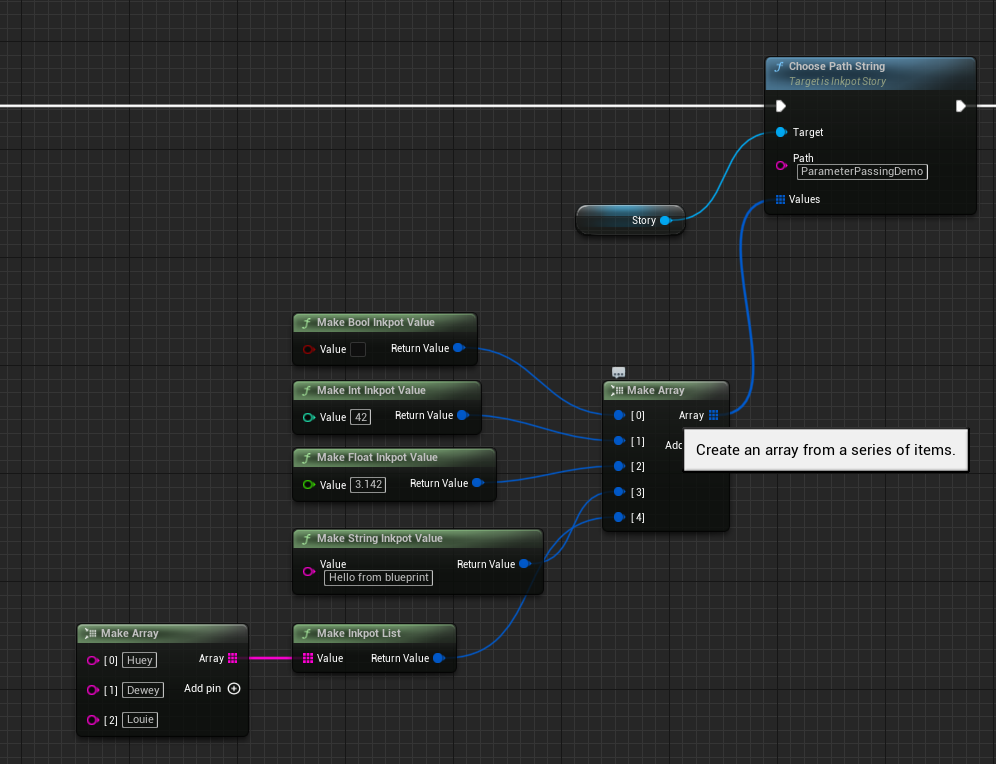 Choose Path String
Target is Inkpot Story
Target
Path
ParameterPassingDemo
Values
Story
Make Bool Inkpot Value
Value
Return Value
Make Int Inkpot Value
Value 42
Return Value
Make Float Inkpot Value
Value 3.142
Return Value
Make String Inkpot Value
Value
Return Value
Hello from blueprint
Make Array
[0]
Array
[1]
Add
[2]
[3]
[4]
Create an array from a series of items.
Make Array
[0] Huey
Array
[1] Dewey
Add pin
[2] Louie
Make Inkpot List
Value
Return Value